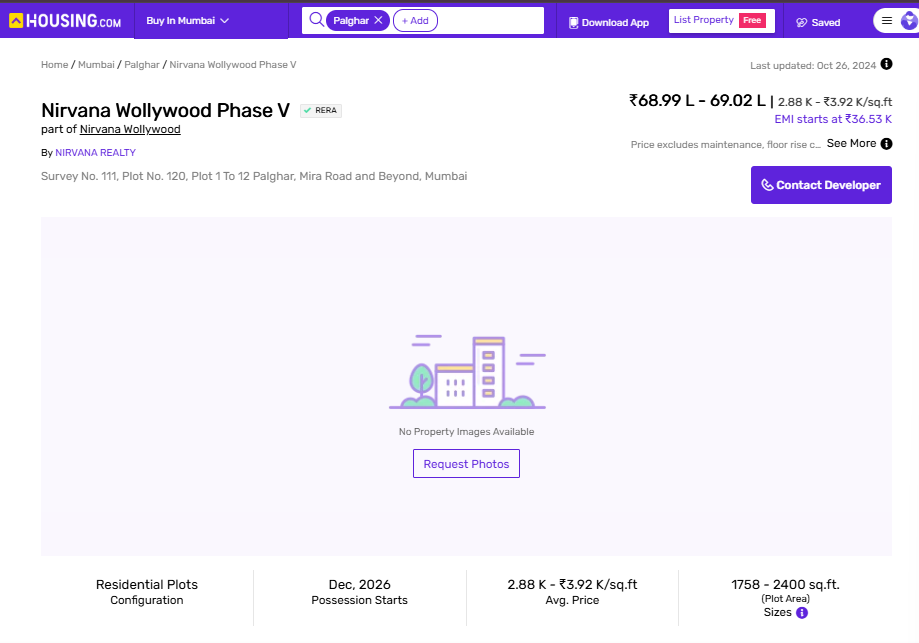 HOUSING.COM
Buy In Mumbai
Palghar
+ Add
Download App
List Property Free
Saved
Home / Mumbai / Palghar / Nirvana Wollywood Phase V
Last updated: Oct 26, 2024
Nirvana Wollywood Phase V
RERA
part of Nirvana Wollywood
By NIRVANA REALTY
Survey No. 111, Plot No. 120, Plot 1 To 12 Palghar, Mira Road and Beyond, Mumbai
₹68.99 L - 69.02 L | 2.88 K - ₹3.92 K/sq.ft
EMI starts at ₹36.53 K
Price excludes maintenance, floor rise c... See More
Contact Developer
No Property Images Available
Request Photos
Residential Plots
Configuration
Dec, 2026
Possession Starts
2.88 K - ₹3.92 K/sq.ft
Avg. Price
1758 - 2400 sq.ft.
(Plot Area)
Sizes